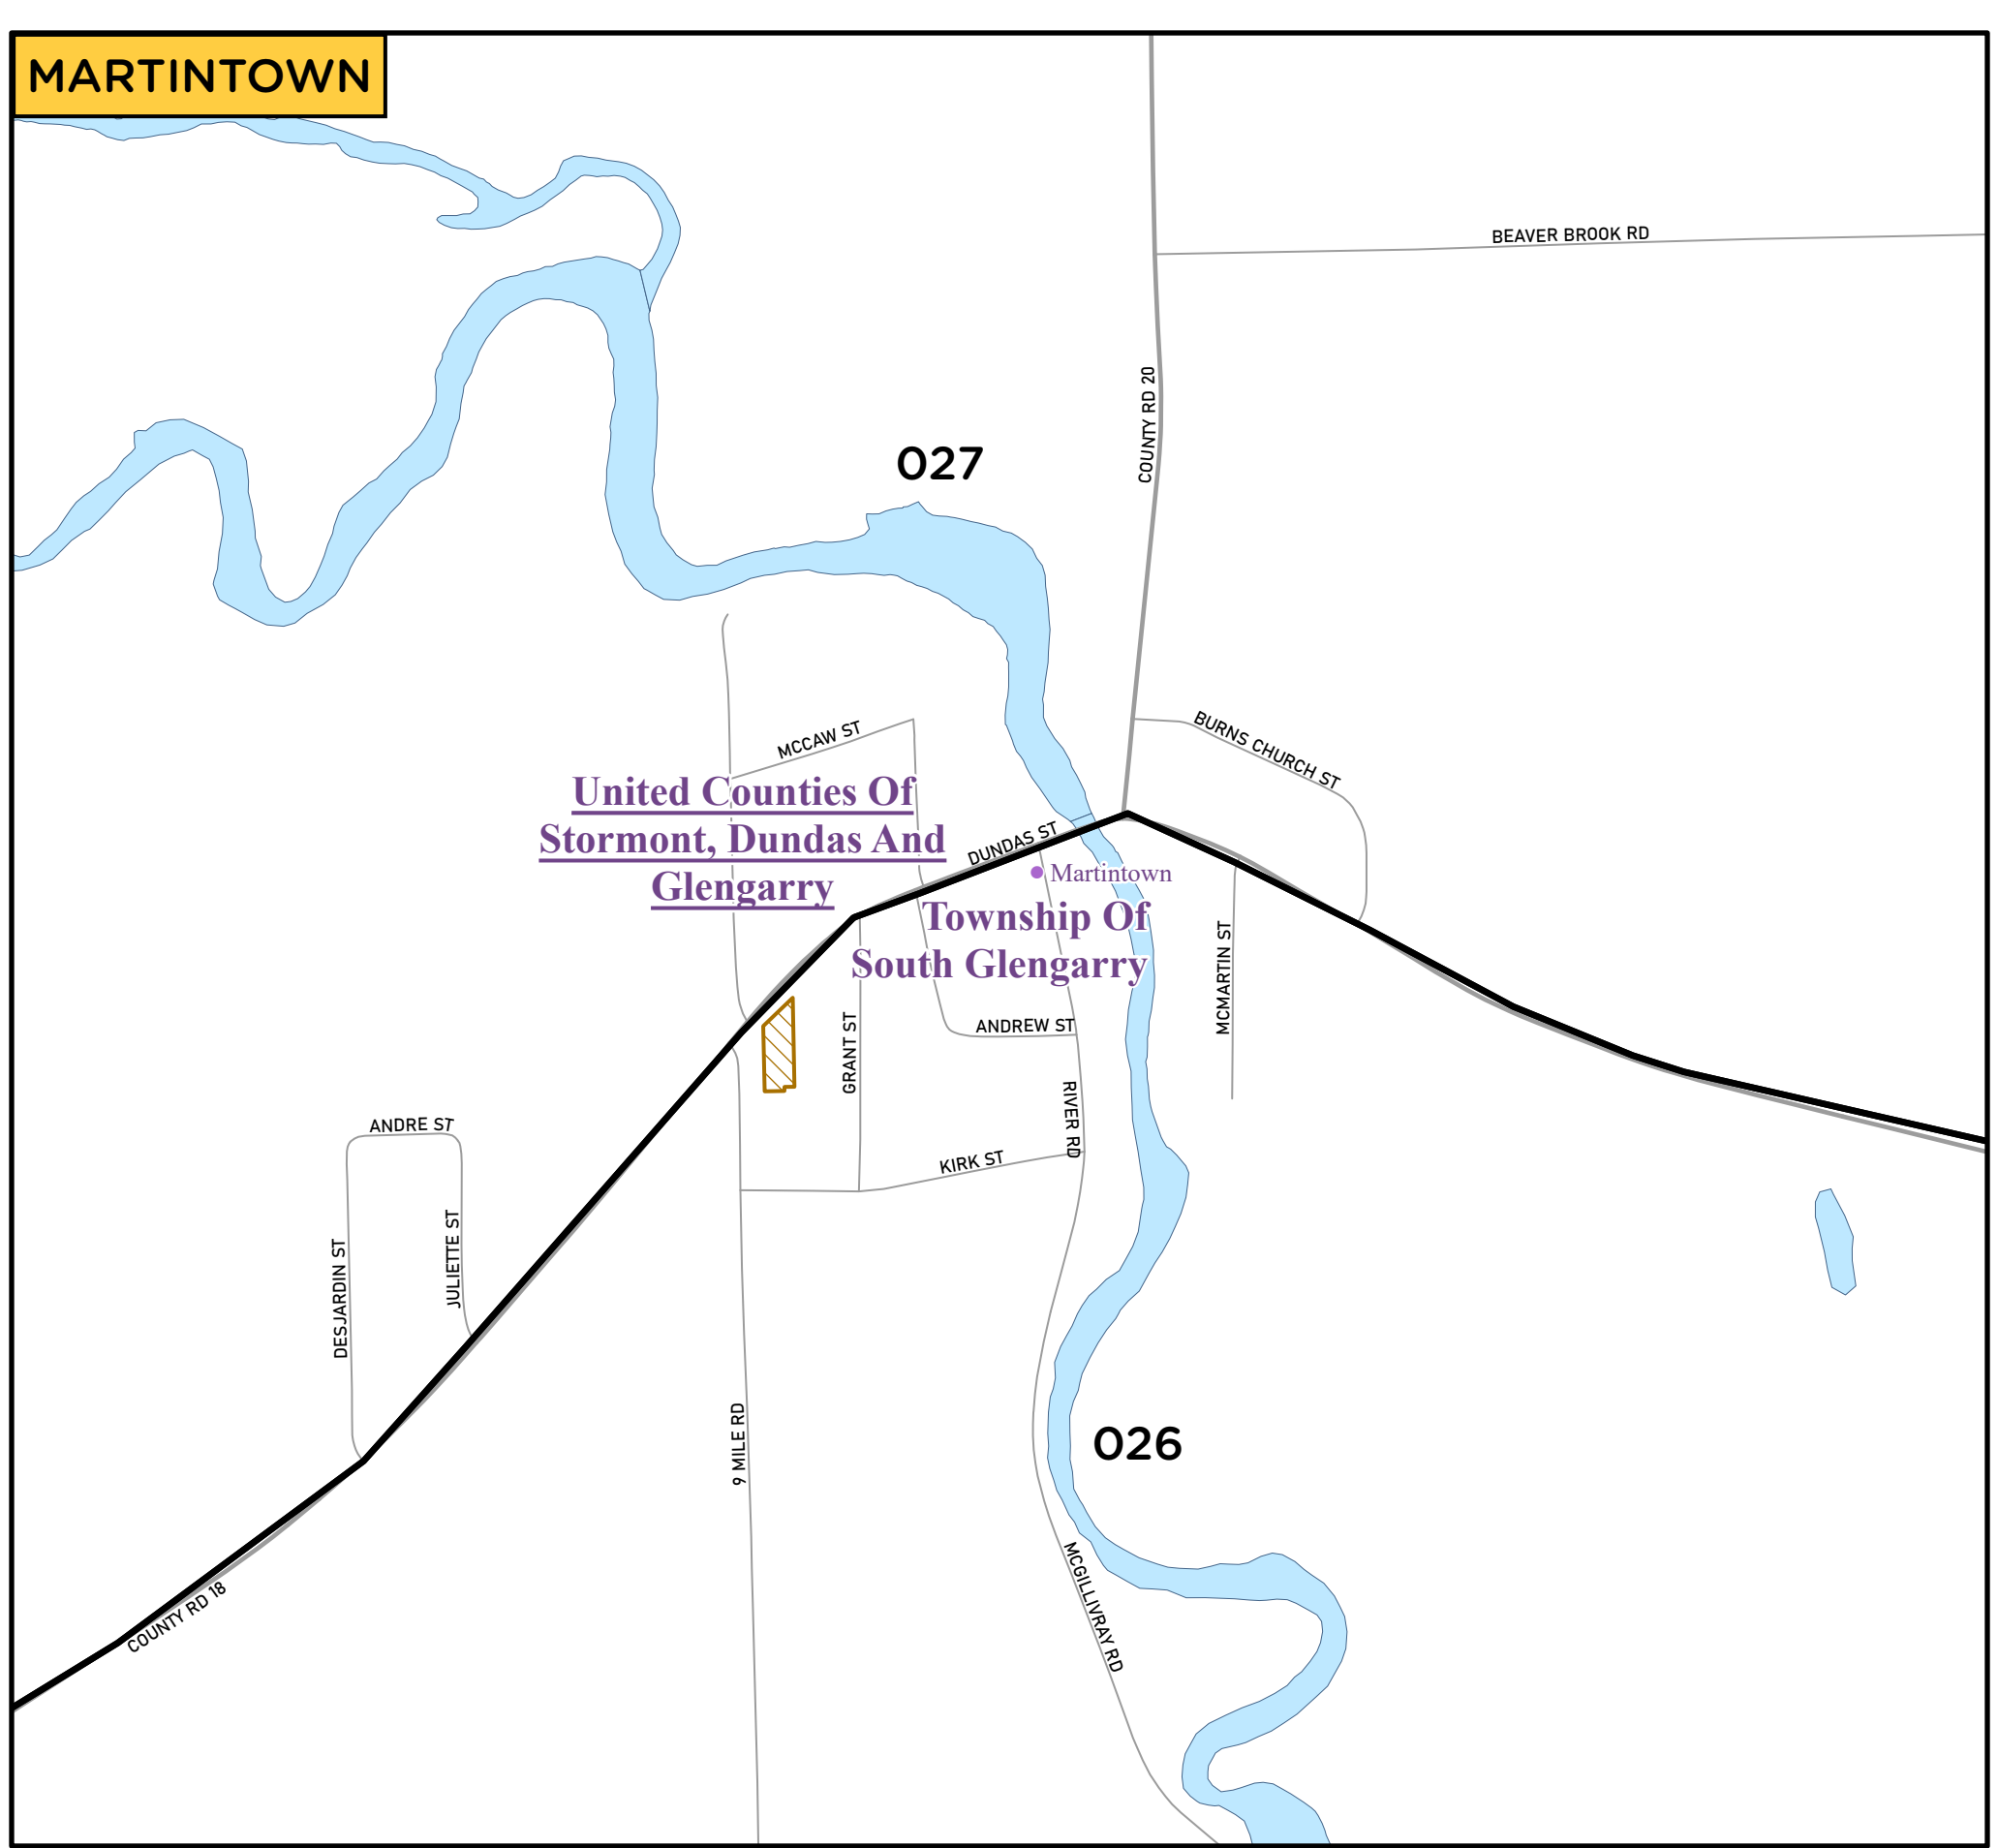 MARTINTOWN
BEAVER BROOK RD
COUNTY RD 20
027
BURNS CHURCH ST
MCCAW ST
United Counties Of
Stormont, Dundas And
Glengarry
DUNDAS ST
Martintown
Township Of
South Glengarry
MCMARTIN ST
GRANT ST
ANDREW ST
RIVER RD
ANDRE ST
KIRK ST
JULIETTE ST
DESJARDIN ST
9 MILE RD
026
MCGILLIVRAY RD
COUNTY RD 18